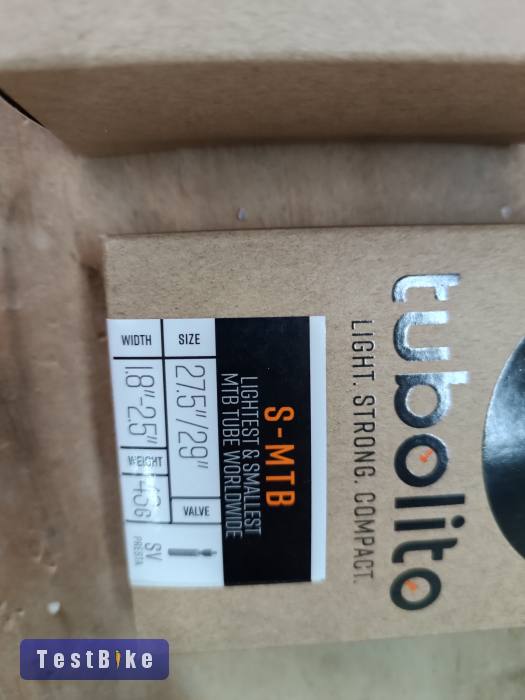 tubolito
LIGHT. STRONG. COMPACT.
S-MTB
LIGHTEST & SMALLEST
MTB TUBE WORLDWIDE
SIZE
27.5"/29"
VALVE
SV
PRESTA
WIDTH
1.8"-2.5"
WEIGHT
TestBike